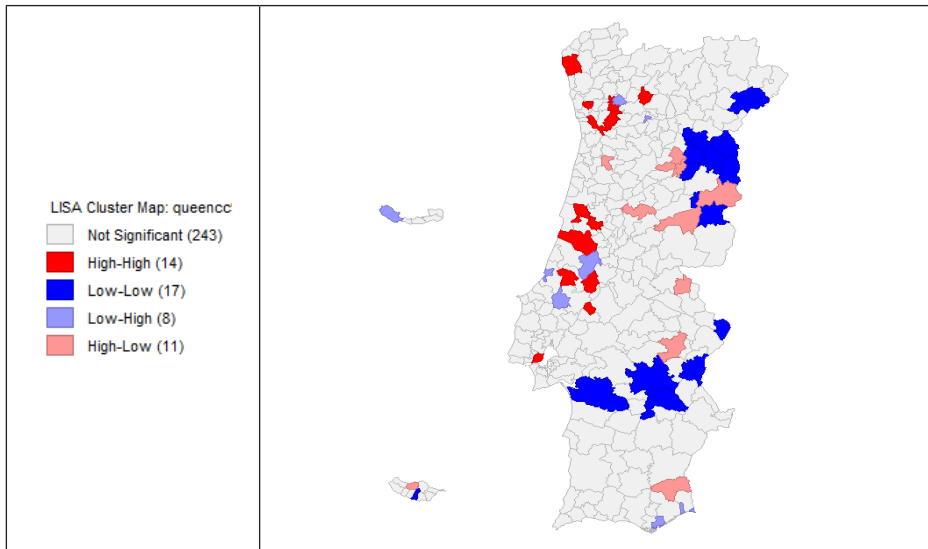 LISA Cluster Map: queencc
Not Significant (243)
High-High (14)
Low-Low (17)
Low-High (8)
High-Low (11)